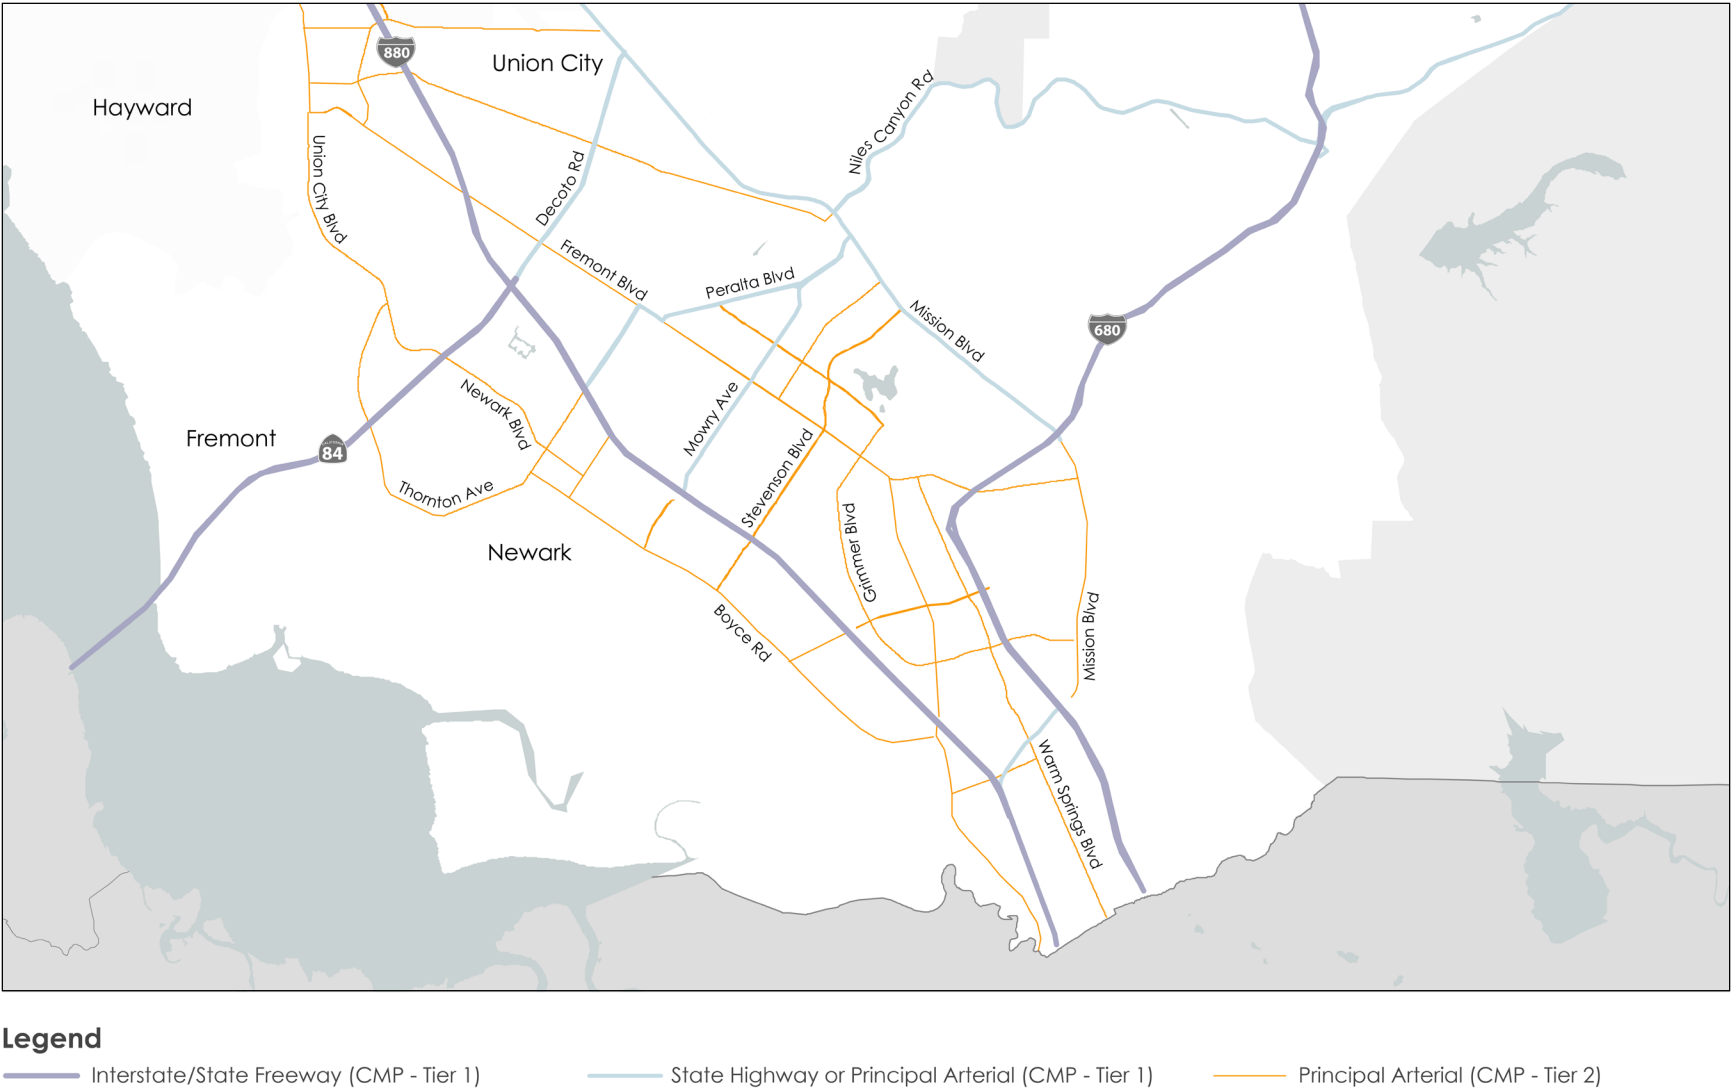 880
Union City
Hayward
Niles Canyon Rd
Union City Blvd
Decoto Rd
Fremont Blvd
Peralta Blvd
Mission Blvd
680
Newark Blvd
Mowry Ave
Fremont
84
Stevenson Blvd
Thornton Ave
Grimmer Blvd
Newark
Boyce Rd
Mission Blvd
Warm Springs Blvd
Legend
Interstate/State Freeway (CMP - Tier 1)
State Highway or Principal Arterial (CMP - Tier 1)
Principal Arterial (CMP - Tier 2)